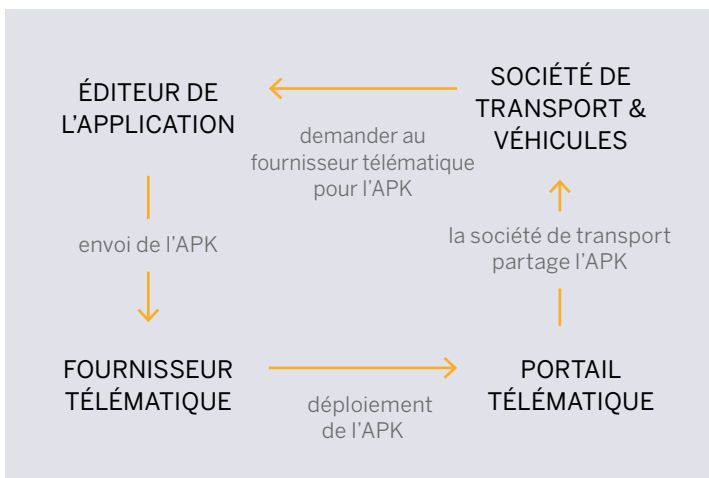 ÉDITEUR DE
L'APPLICATION
SOCIÉTÉ DE
TRANSPORT &
VÉHICULES
demander au
fournisseur télématique
pour l'APK
envoi de l'APK
la société de transport
partage l'APK
FOURNISSEUR
TÉLÉMATIQUE
déploiement
de l'APK
PORTAIL
TÉLÉMATIQUE